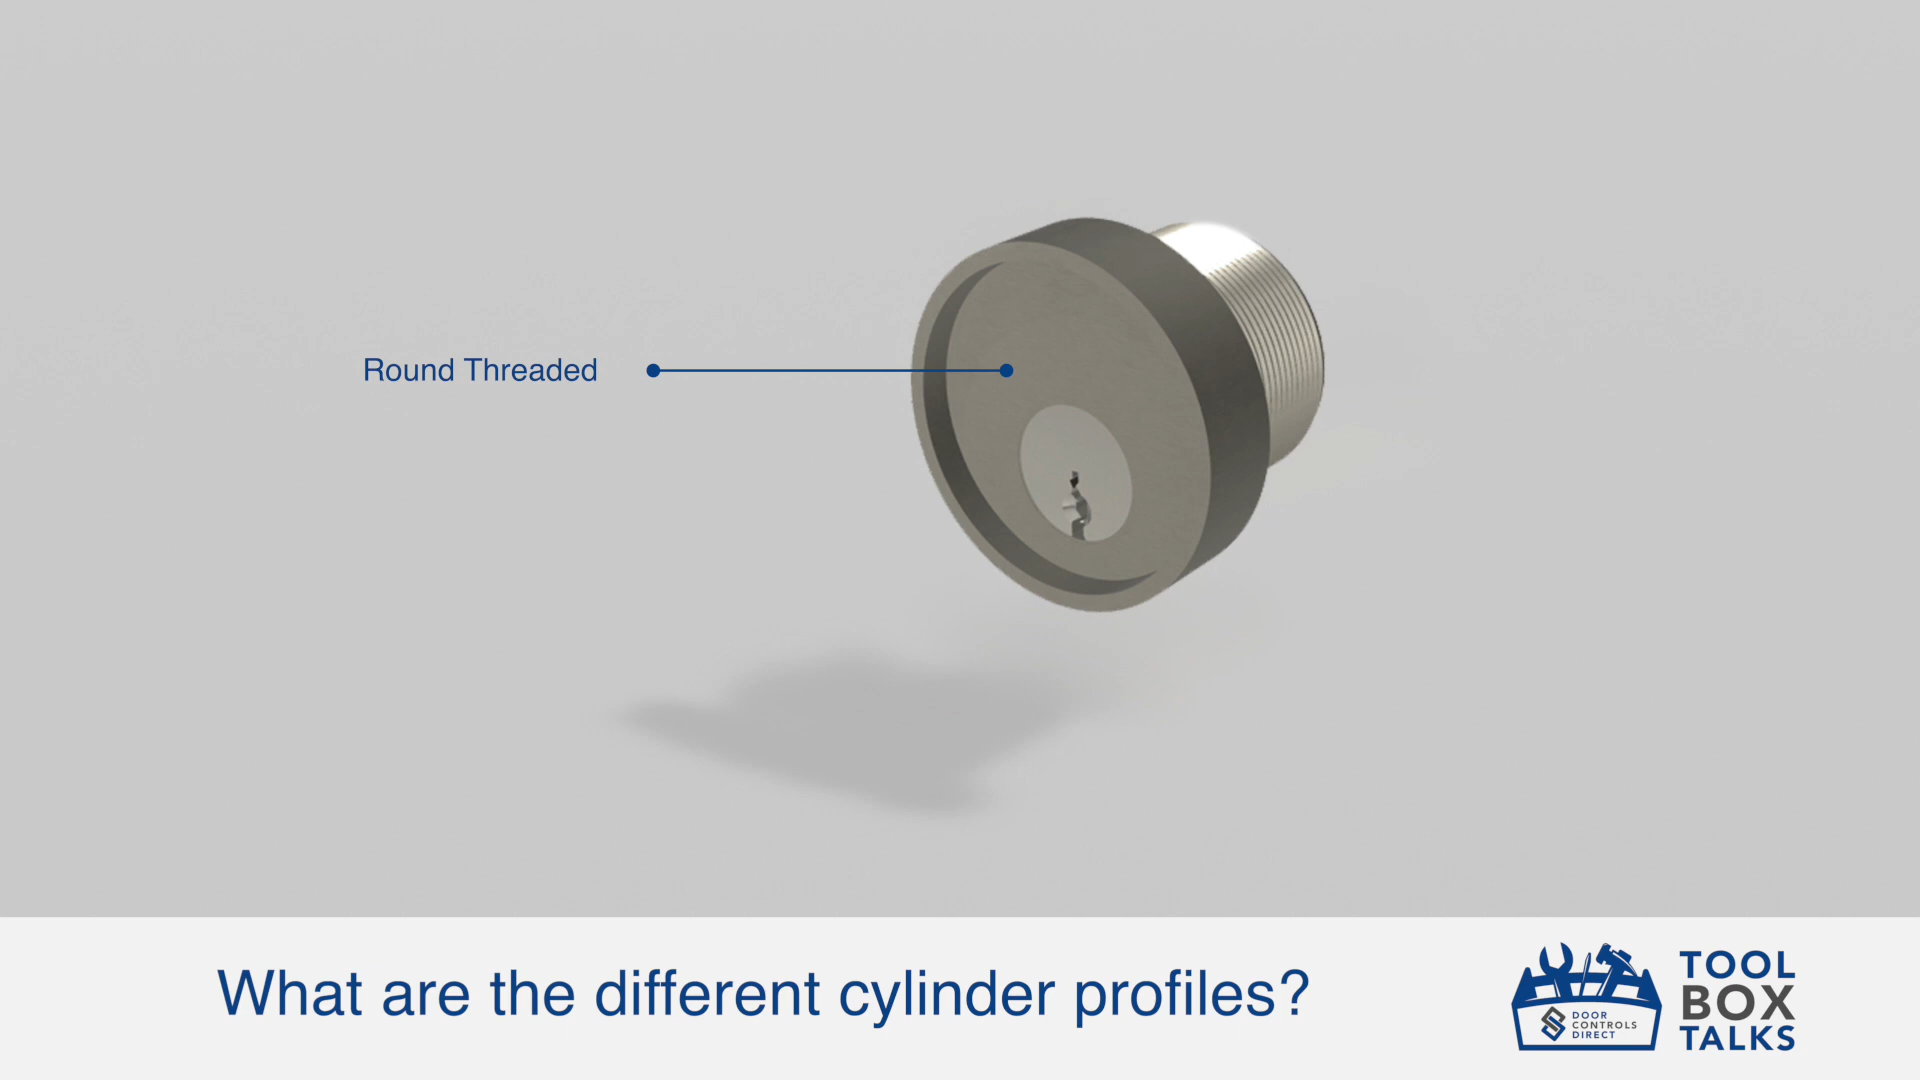 Round Threaded
What are the different cylinder profiles?
DOOR
CONTROLS
DIRECT
TOOL
BOX
TALKS